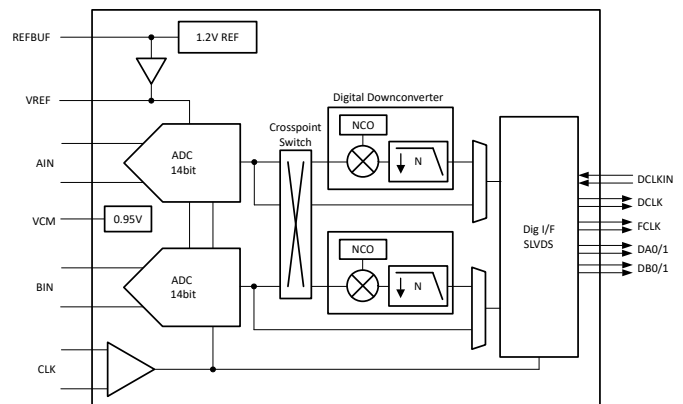 REFBUF
1.2V REF
VREF
Digital Downconverter
Crosspoint
Switch
NCO
ADC
14bit
N
AIN
DCLKIN
DCLK
VCM
0.95V
Dig I/F
SLVDS
FCLK
NCO
DA0/1
ADC
14bit
N
DB0/1
BIN
CLK